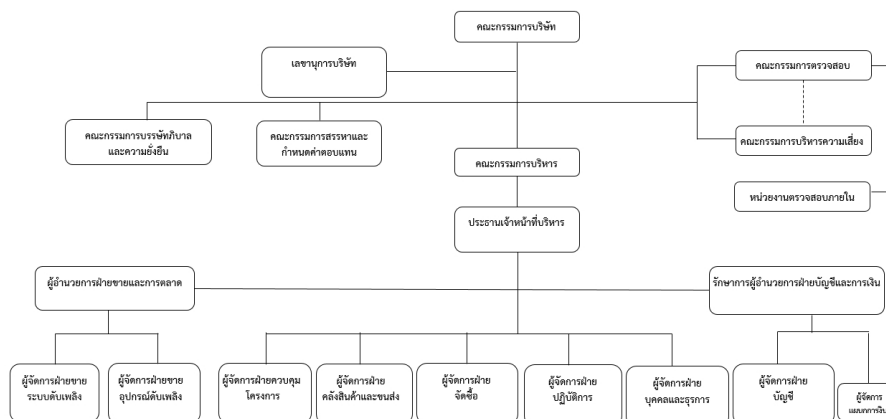 คณะกรรมการบริษัท
เลขานุการบริษัท
คณะกรรมการตรวจสอบ
คณะกรรมการบรรษัทภิบาล
และความยั่งยืน
คณะกรรมการสรรหาและ
กำหนดค่าตอบแทน
คณะกรรมการบริหารความเสี่ยง
คณะกรรมการบริหาร
หน่วยงานตรวจสอบภายใน
ประธานเจ้าหน้าที่บริหาร
ผู้อำนวยการฝ่ายขายและการตลาด
รักษาการผู้อำนวยการฝ่ายบัญชีและการเงิน
ผู้จัดการฝ่ายขาย
ระบบดับเพลิง
ผู้จัดการฝ่ายขาย
อุปกรณ์ดับเพลิง
ผู้จัดการฝ่ายควบคุม
โครงการ
ผู้จัดการฝ่าย
คลังสินค้าและขนส่ง
ผู้จัดการฝ่าย
จัดซื้อ
ผู้จัดการฝ่าย
ปฏิบัติการ
ผู้จัดการฝ่าย
บุคคลและธุรการ
ผู้จัดการฝ่าย
บัญชี
ผู้จัดการ